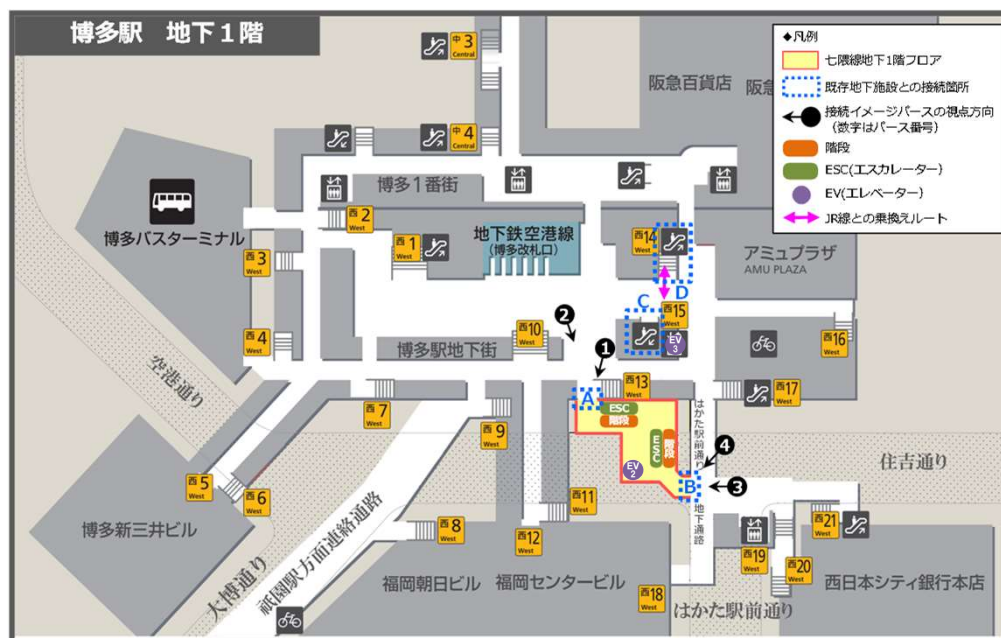 博多駅 地下1階
◆凡例
七隈線地下1階フロア
既存地下施設との接続箇所
接続イメージパースの視点方向
(数字はパース番号)
階段
ESC(エスカレーター)
EV(エレベーター)
JR線との乗換えルート
中3
Central
阪急百貨店
阪急
中4
Central
博多1番街
博多バスターミナル
西2
West
西1
West
地下鉄空港線
(博多改札口)
西14
West
アミュプラザ
AMU PLAZA
西3
West
D
C
西15
West
西4
West
博多駅地下街
西10
West
2
1
EV
3
西16
West
空港通り
西7
West
西9
West
A
西13
West
ESC
階段
はかた駅前通り
地下通路
西17
West
ESC
階段
EV
2
B
4
3
住吉通り
西5
West
西6
West
博多新三井ビル
大博通り
祇園駅方面連絡通路
西8
West
西11
West
西12
West
福岡朝日ビル
福岡センタービル
西18
West
西19
West
西20
West
西21
West
はかた駅前通り
西日本シティ銀行本店